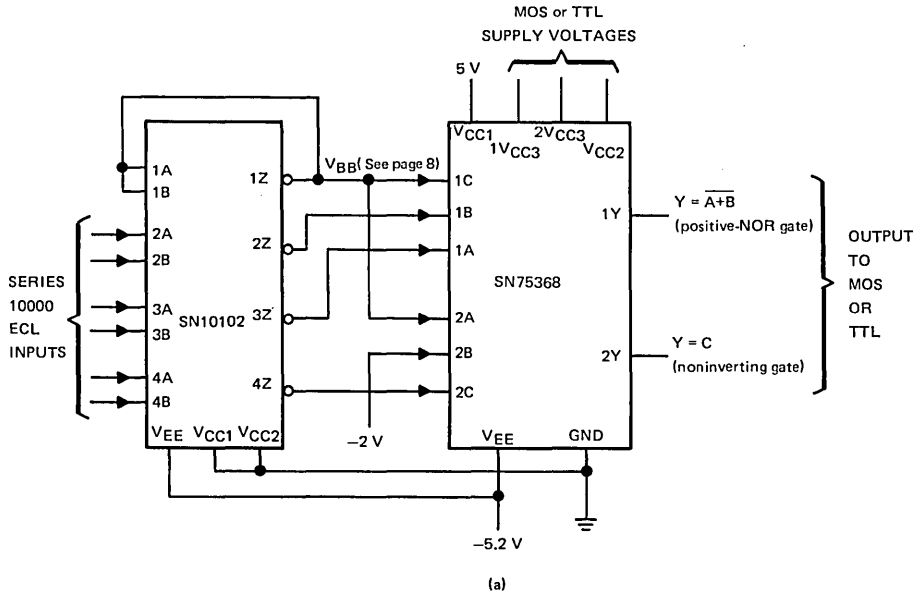 MOS or TTL
SUPPLY VOLTAGES
5 V
VCC1
1VCC3
2VCC3
VCC2
1A
1B
2A
2B
3A
3B
4A
4B
SERIES
10000
ECL
INPUTS
SN10102
1Z
2Z
3Z
4Z
VEE
VCC1
VCC2
VBB (See page 8)
1C
1B
1A
2A
2B
2C
SN75368
1Y
2Y
VEE
GND
Y = A+B
(positive-NOR gate)
Y = C
(noninverting gate)
OUTPUT
TO
MOS
OR
TTL
−2 V
−5.2 V
(a)